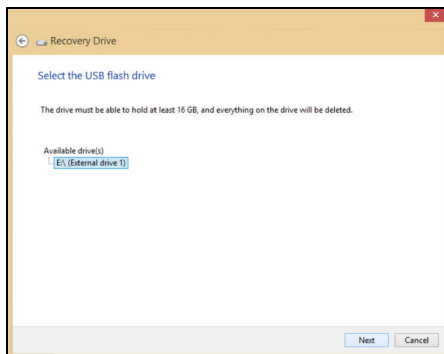 Recovery Drive
Select the USB flash drive
The drive must be able to hold at least 16 GB, and everything on the drive will be deleted.
Available drive(s)
E:\ (External drive 1)
Next Cancel